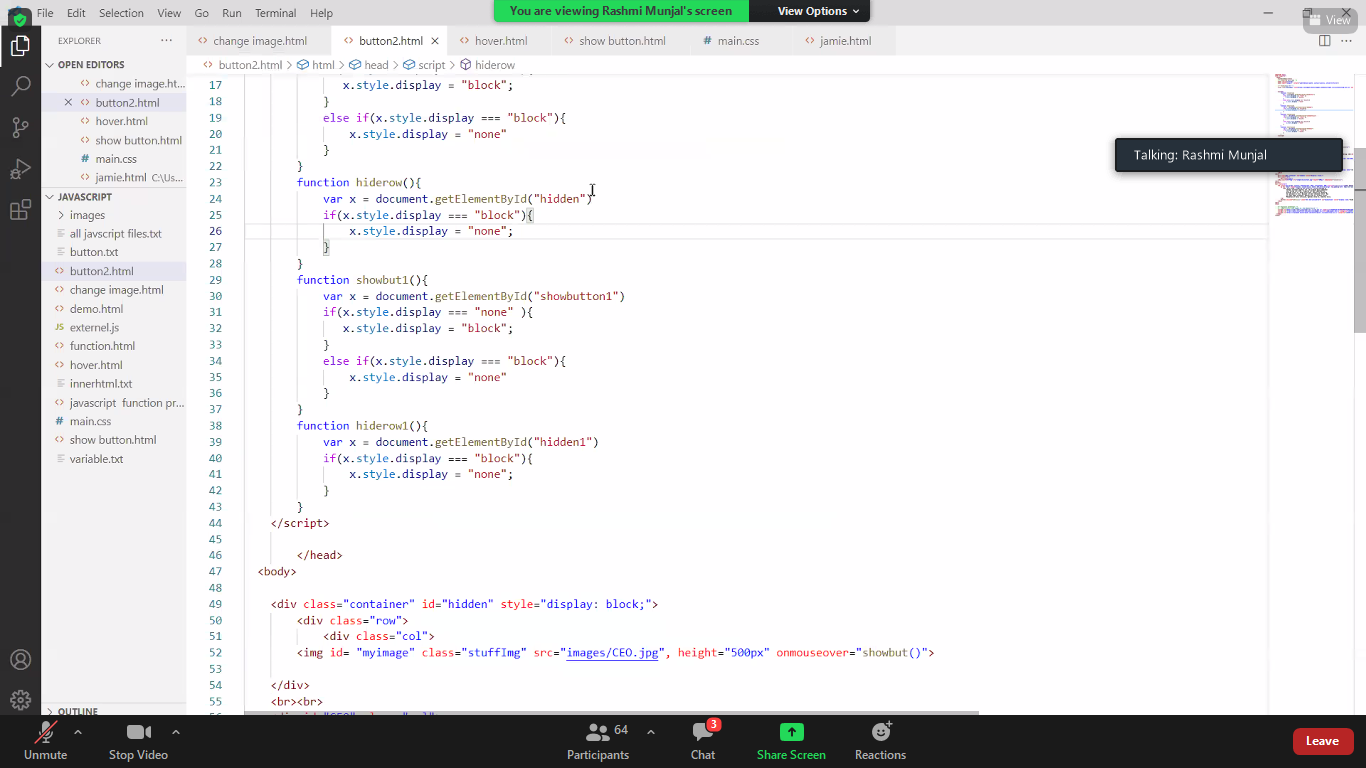 File Edit Selection View Go Run Terminal Help
You are viewing Rashmi Munjal's screen View Options
View
EXPLORER ...
change image.html button2.html hover.html show button.html main.css jamie.html
OPEN EDITORS
change image.ht...
button2.html
hover.html
show button.html
main.css
jamie.html C:\Us...
JAVASCRIPT
images
all javscript files.txt
button.txt
button2.html
change image.html
demo.html
JS externel.js
function.html
hover.html
innerhtml.txt
javascript function pr...
main.css
show button.html
variable.txt
OUTLINE
button2.html > html > head > script > hiderow
17 x.style.display = "block";
18 }
19 else if(x.style.display === "block"){
20 x.style.display = "none"
21 }
22 }
23 function hiderow(){
24 var x = document.getElementById("hidden")
25 if(x.style.display === "block"){
26 x.style.display = "none";
27 }
28 }
29 function showbut1(){
30 var x = document.getElementById("showbutton1")
31 if(x.style.display === "none" ){
32 x.style.display = "block";
33 }
34 else if(x.style.display === "block"){
35 x.style.display = "none"
36 }
37 }
38 function hiderow1(){
39 var x = document.getElementById("hidden1")
40 if(x.style.display === "block"){
41 x.style.display = "none";
42 }
43 }
44 </script>
45
46 </head>
47 <body>
48
49 <div class="container" id="hidden" style="display: block;">
50 <div class="row">
51 <div class="col">
52 <img id= "myimage" class="stuffImg" src="images/CEO.jpg", height="500px" onmouseover="showbut()">
53
54 </div>
55 <br><br>
Talking: Rashmi Munjal
Unmute Stop Video Participants 64 Chat 3 Share Screen Reactions Leave